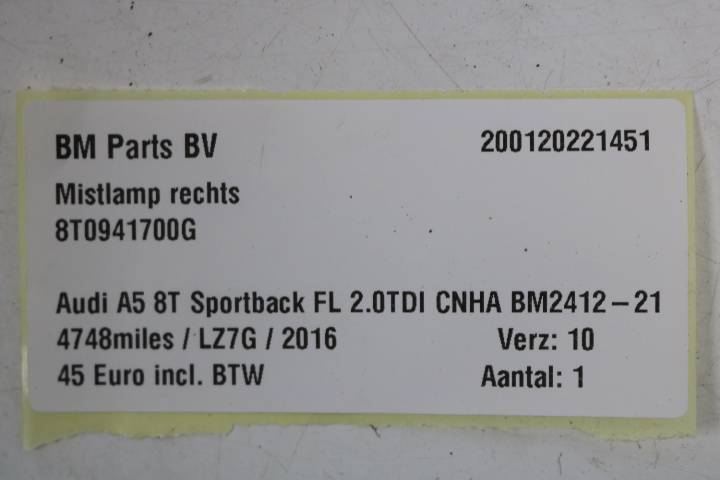 BM Parts BV 200120221451
Mistlamp rechts
8T0941700G
Audi A5 8T Sportback FL 2.0TDI CNHA BM2412-21
4748miles / LZ7G / 2016 Verz: 10
45 Euro incl. BTW Aantal: 1